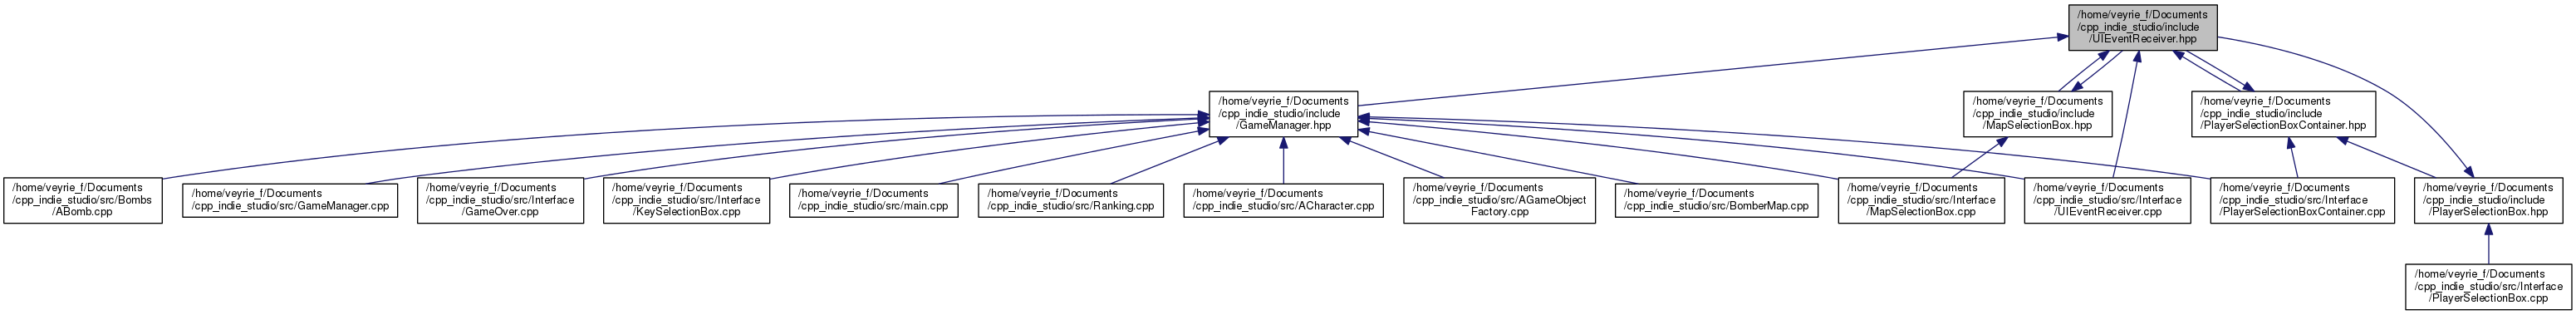 /home/veyrie_f/Documents
/cpp_indie_studio/include
/UIEventReceiver.hpp
/home/veyrie_f/Documents
/cpp_indie_studio/include
/GameManager.hpp
/home/veyrie_f/Documents
/cpp_indie_studio/include
/MapSelectionBox.hpp
/home/veyrie_f/Documents
/cpp_indie_studio/include
/PlayerSelectionBoxContainer.hpp
/home/veyrie_f/Documents
/cpp_indie_studio/src/Bombs
/ABomb.cpp
/home/veyrie_f/Documents
/cpp_indie_studio/src/GameManager.cpp
/home/veyrie_f/Documents
/cpp_indie_studio/src/Interface
/GameOver.cpp
/home/veyrie_f/Documents
/cpp_indie_studio/src/Interface
/KeySelectionBox.cpp
/home/veyrie_f/Documents
/cpp_indie_studio/src/main.cpp
/home/veyrie_f/Documents
/cpp_indie_studio/src/Ranking.cpp
/home/veyrie_f/Documents
/cpp_indie_studio/src/ACharacter.cpp
/home/veyrie_f/Documents
/cpp_indie_studio/src/AGameObject
Factory.cpp
/home/veyrie_f/Documents
/cpp_indie_studio/src/BomberMap.cpp
/home/veyrie_f/Documents
/cpp_indie_studio/src/Interface
/MapSelectionBox.cpp
/home/veyrie_f/Documents
/cpp_indie_studio/src/Interface
/UIEventReceiver.cpp
/home/veyrie_f/Documents
/cpp_indie_studio/src/Interface
/PlayerSelectionBoxContainer.cpp
/home/veyrie_f/Documents
/cpp_indie_studio/include
/PlayerSelectionBox.hpp
/home/veyrie_f/Documents
/cpp_indie_studio/src/Interface
/PlayerSelectionBox.cpp